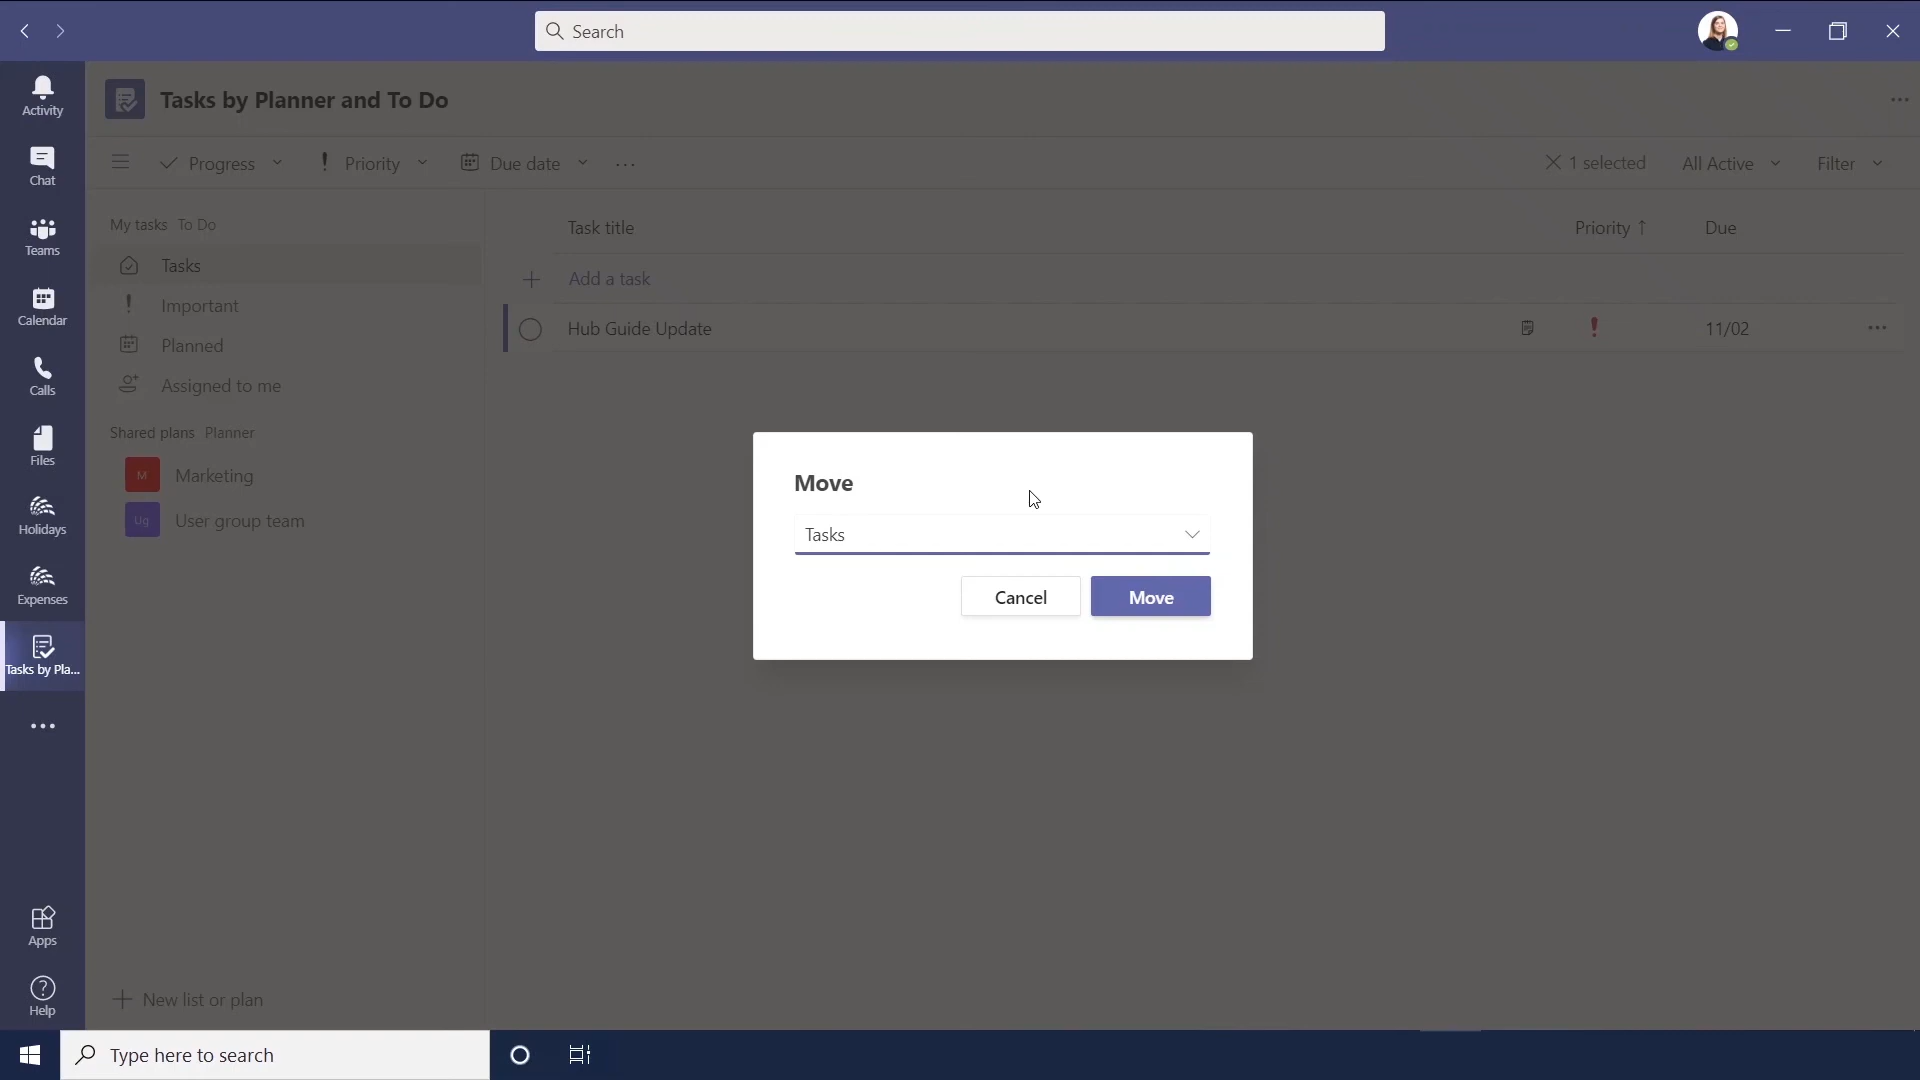 Search
Activity
Chat
Teams
Calendar
Calls
Files
Holidays
Expenses
Tasks by Pla...
Apps
Help
Tasks by Planner and To Do
Progress
Priority
Due date
1 selected
All Active
Filter
My tasks To Do
Tasks
Important
Planned
Assigned to me
Shared plans Planner
M Marketing
Ug User group team
New list or plan
Task title Priority ↑ Due
Add a task
Hub Guide Update 11/02
Move
Tasks
Cancel Move
Type here to search